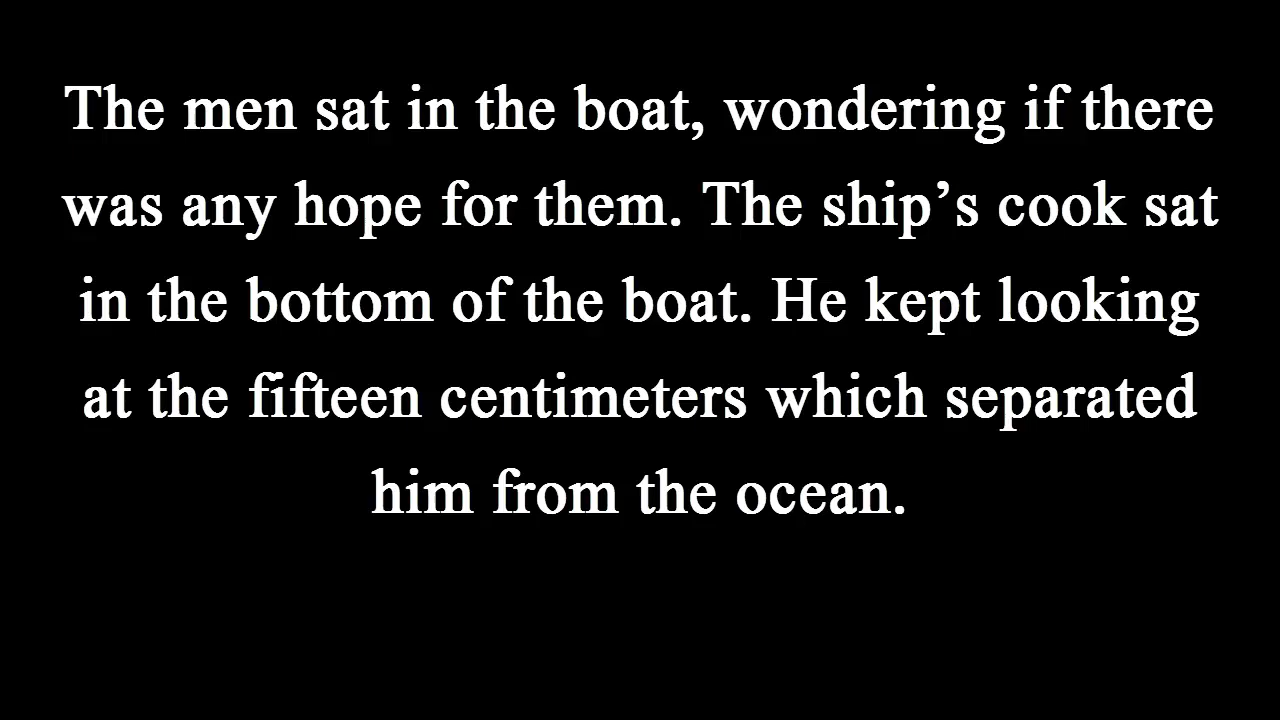 The men sat in the boat, wondering if there
was any hope for them. The ship’s cook sat
in the bottom of the boat. He kept looking
at the fifteen centimeters which separated
him from the ocean.